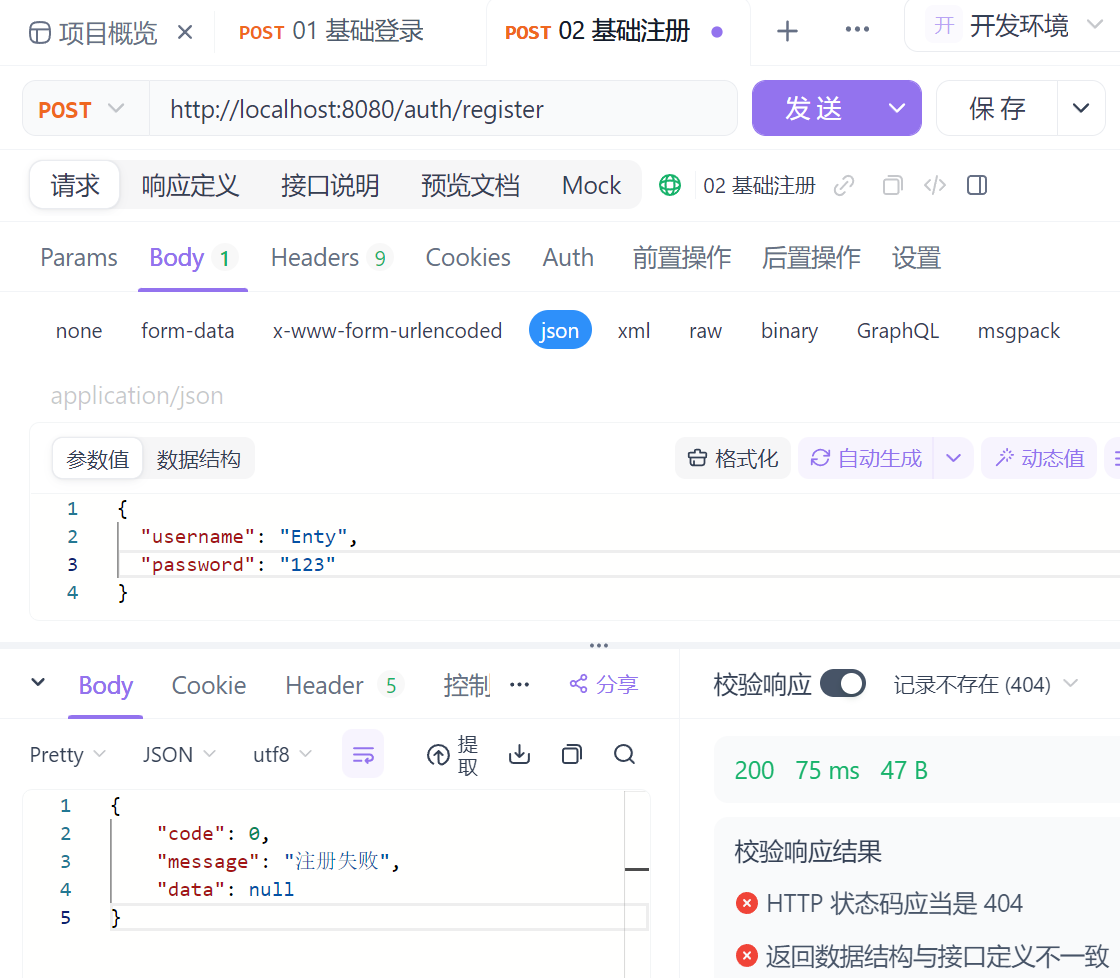 项目概览 POST 01 基础登录 POST 02 基础注册 开 开发环境
POST http://localhost:8080/auth/register 发送 保存
请求 响应定义 接口说明 预览文档 Mock 02 基础注册
Params Body 1 Headers 9 Cookies Auth 前置操作 后置操作 设置
none form-data x-www-form-urlencoded json xml raw binary GraphQL msgpack
application/json
参数值 数据结构 格式化 自动生成 动态值
1 {
2 "username": "Enty",
3 "password": "123"
4 }
Body Cookie Header 5 控制 分享
校验响应 记录不存在 (404)
Pretty JSON utf8 提取
1 {
2 "code": 0,
3 "message": "注册失败",
4 "data": null
5 }
200 75 ms 47 B
校验响应结果
HTTP 状态码应当是 404
返回数据结构与接口定义不一致